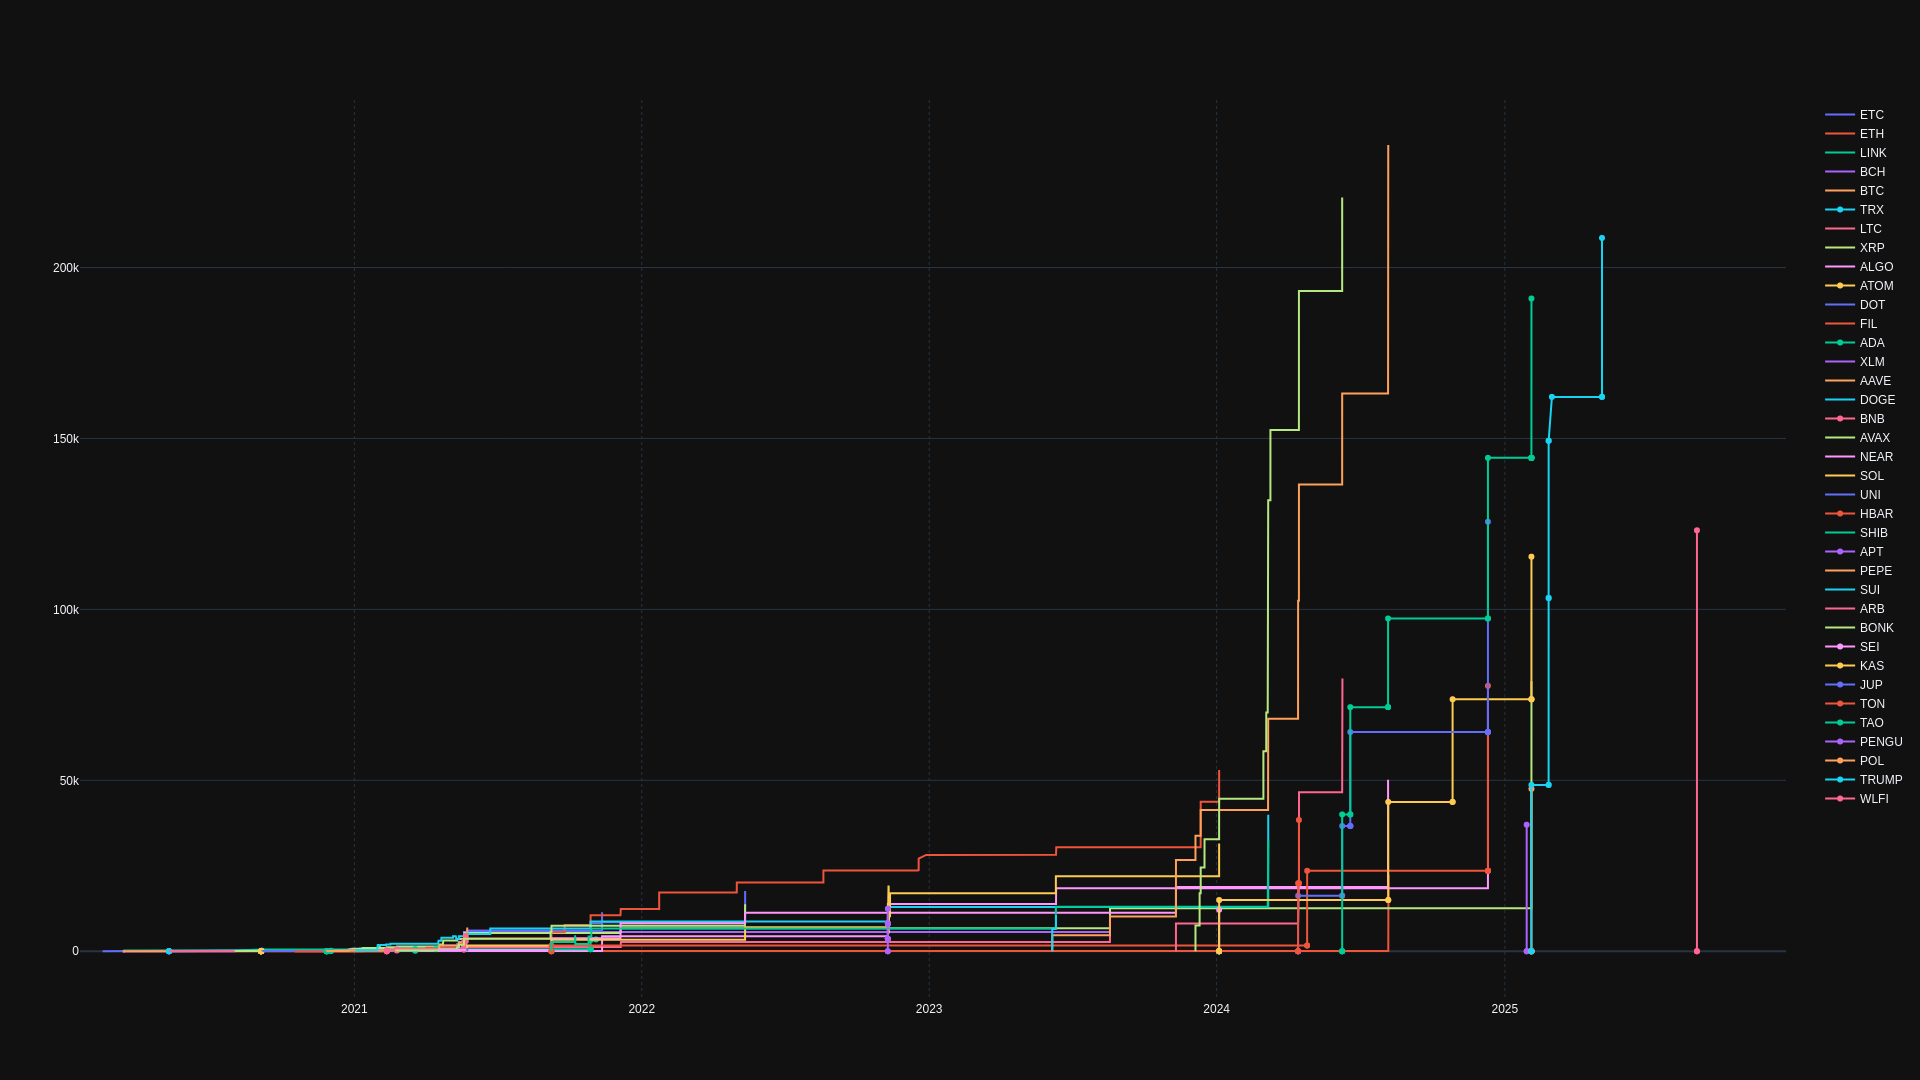 200k
150k
100k
50k
0
2021
2022
2023
2024
2025
ETC
ETH
LINK
BCH
BTC
TRX
LTC
XRP
ALGO
ATOM
DOT
FIL
ADA
XLM
AAVE
DOGE
BNB
AVAX
NEAR
SOL
UNI
HBAR
SHIB
APT
PEPE
SUI
ARB
BONK
SEI
KAS
JUP
TON
TAO
PENGU
POL
TRUMP
WLFI